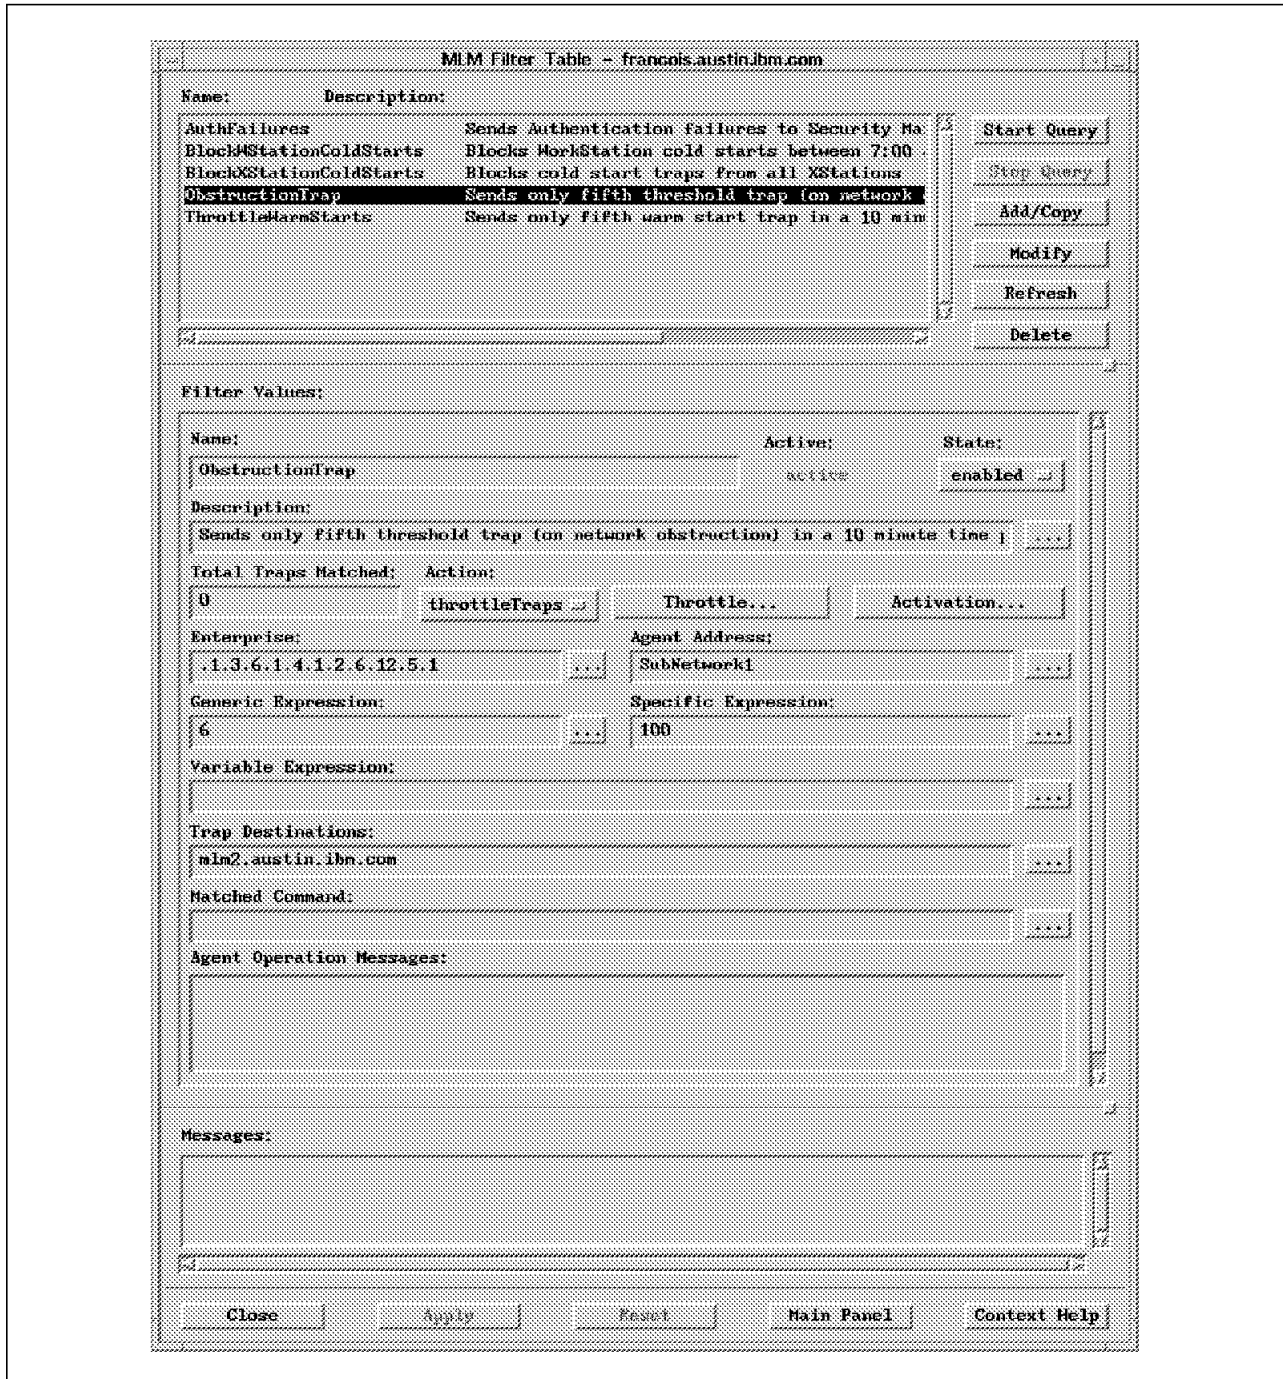 MLM Filter Table - francois.austin.ibm.com
Name: Description:
AuthFailures Sends Authentication failures to Security Ma
BlockWStationColdStarts Blocks WorkStation cold starts between 7:00
BlockXStationColdStarts Blocks cold start traps from all XStations
ObstructionTrap Sends only fifth threshold trap (on network
ThrottleWarmStarts Sends only fifth warm start trap in a 10 min
Start Query
Stop Query
Add/Copy
Modify
Refresh
Delete
Filter Values:
Name: Active: State:
ObstructionTrap active enabled
Description:
Sends only fifth threshold trap (on network obstruction) in a 10 minute time ...
Total Traps Matched: Action:
0 throttleTraps Throttle... Activation...
Enterprise: Agent Address:
.1.3.6.1.4.1.2.6.12.5.1 ... SubNetwork1 ...
Generic Expression: Specific Expression:
6 ... 100 ...
Variable Expression:
...
Trap Destinations:
mlm2.austin.ibm.com ...
Matched Command:
...
Agent Operation Messages:
Messages:
Close Apply Reset Main Panel Context Help